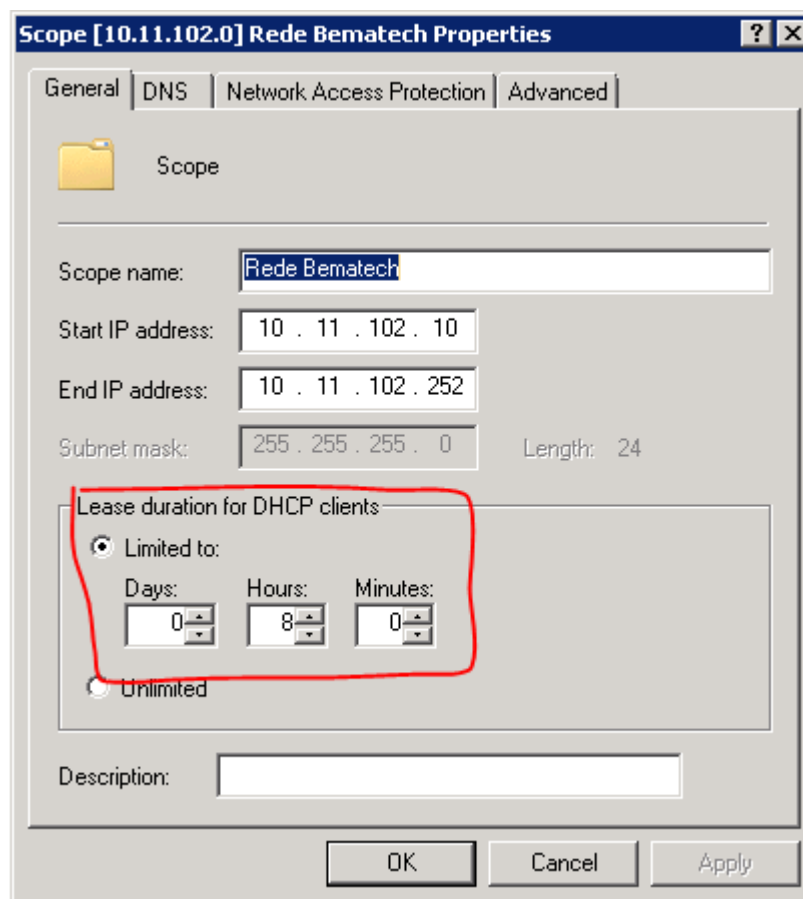 Scope [10.11.102.0] Rede Bematech Properties
General DNS Network Access Protection Advanced
Scope
Scope name: Rede Bematech
Start IP address: 10 . 11 . 102 . 10
End IP address: 10 . 11 . 102 . 252
Subnet mask: 255 . 255 . 255 . 0 Length: 24
Lease duration for DHCP clients
Limited to:
Days: Hours: Minutes:
0 8 0
Unlimited
Description:
OK Cancel Apply